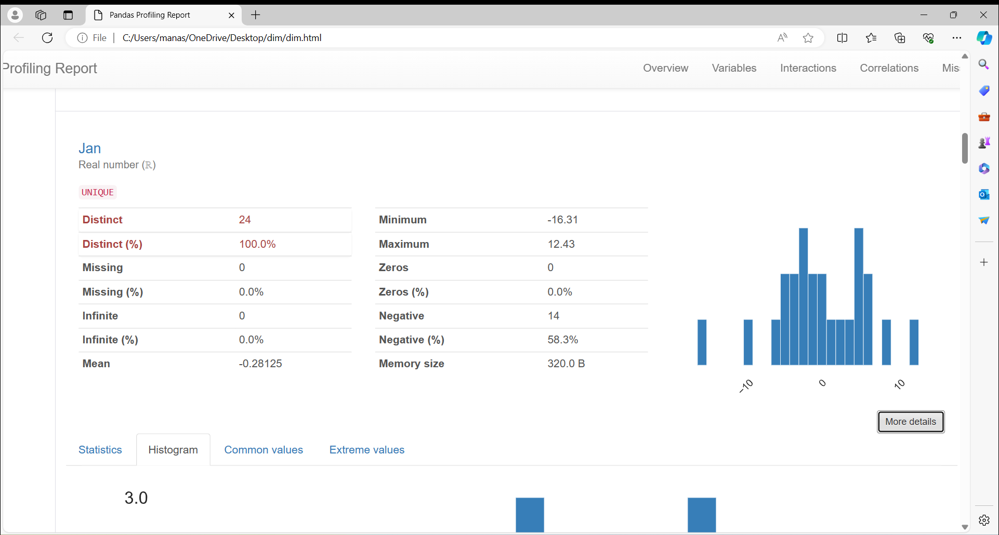 Pandas Profiling Report
File C:/Users/manas/OneDrive/Desktop/dim/dim.html
Profiling Report Overview Variables Interactions Correlations Mis
Jan
Real number (ℝ)
UNIQUE
Distinct 24
Distinct (%) 100.0%
Missing 0
Missing (%) 0.0%
Infinite 0
Infinite (%) 0.0%
Mean -0.28125
Minimum -16.31
Maximum 12.43
Zeros 0
Zeros (%) 0.0%
Negative 14
Negative (%) 58.3%
Memory size 320.0 B
−10 0 10
More details
Statistics Histogram Common values Extreme values
3.0